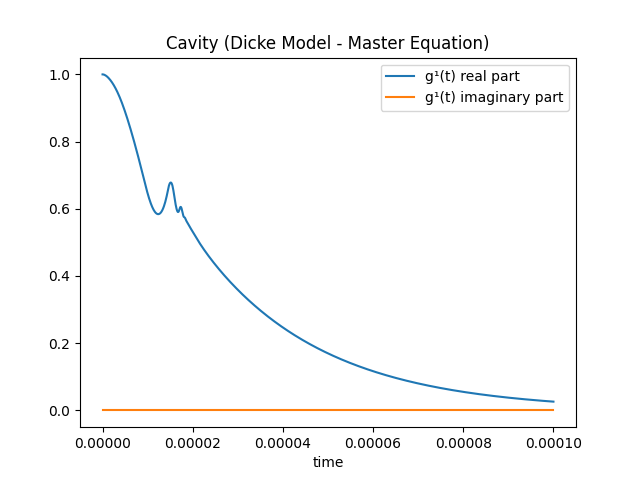 Cavity (Dicke Model - Master Equation)
g¹(t) real part
g¹(t) imaginary part
1.0
0.8
0.6
0.4
0.2
0.0
0.00000 0.00002 0.00004 0.00006 0.00008 0.00010
time